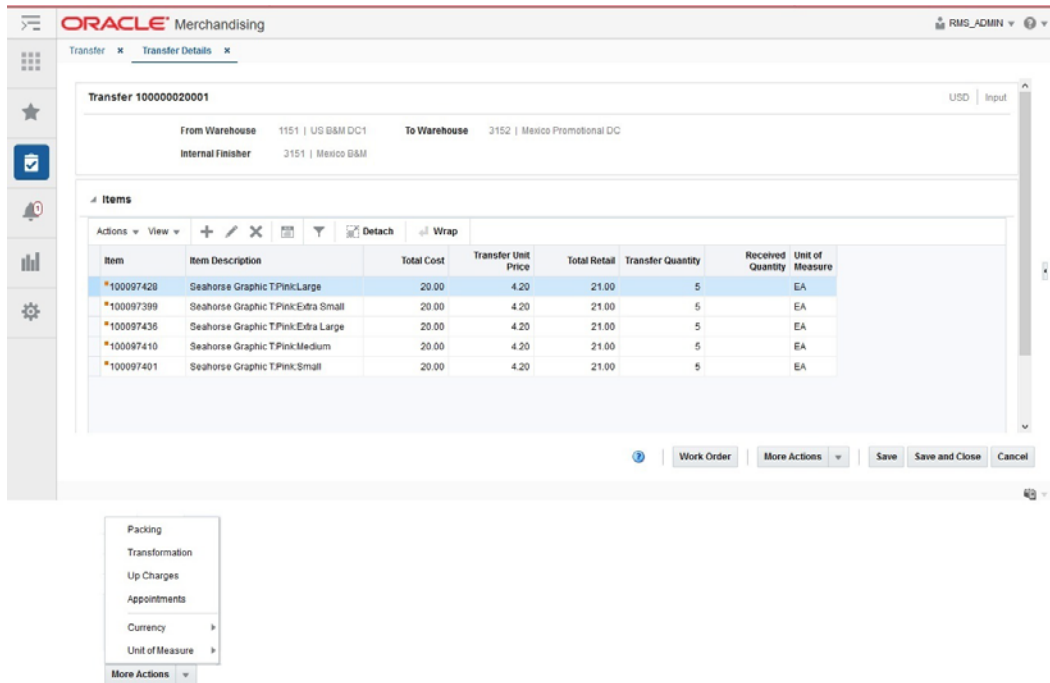 ORACLE® Merchandising
RMS_ADMIN
Transfer × Transfer Details ×
Transfer 100000020001 USD Input
From Warehouse 1151 | US B&M DC1 To Warehouse 3152 | Mexico Promotional DC
Internal Finisher 3151 | Mexico B&M
1
Items
Actions View Detach Wrap
Item Item Description Total Cost Transfer Unit Price Total Retail Transfer Quantity Received Quantity Unit of Measure
100097428 Seahorse Graphic T:Pink:Large 20.00 4.20 21.00 5 EA
100097399 Seahorse Graphic T:Pink:Extra Small 20.00 4.20 21.00 5 EA
100097436 Seahorse Graphic T:Pink:Extra Large 20.00 4.20 21.00 5 EA
100097410 Seahorse Graphic T:Pink:Medium 20.00 4.20 21.00 5 EA
100097401 Seahorse Graphic T:Pink:Small 20.00 4.20 21.00 5 EA
? Work Order More Actions Save Save and Close Cancel
Packing
Transformation
Up Charges
Appointments
Currency
Unit of Measure
More Actions